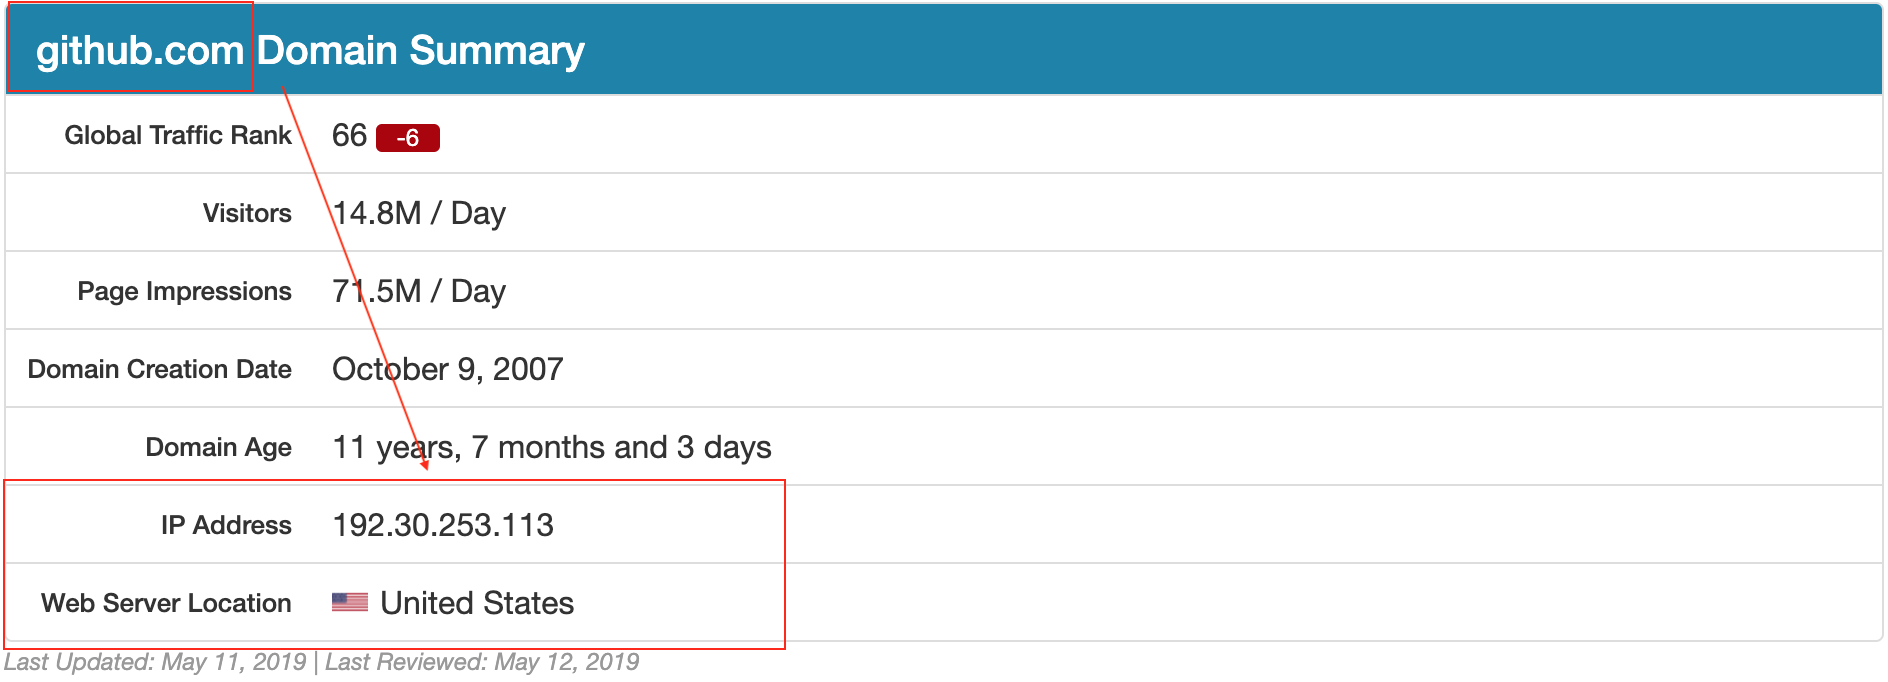 github.com Domain Summary
Global Traffic Rank 66 -6
Visitors 14.8M / Day
Page Impressions 71.5M / Day
Domain Creation Date October 9, 2007
Domain Age 11 years, 7 months and 3 days
IP Address 192.30.253.113
Web Server Location United States
Last Updated: May 11, 2019 | Last Reviewed: May 12, 2019